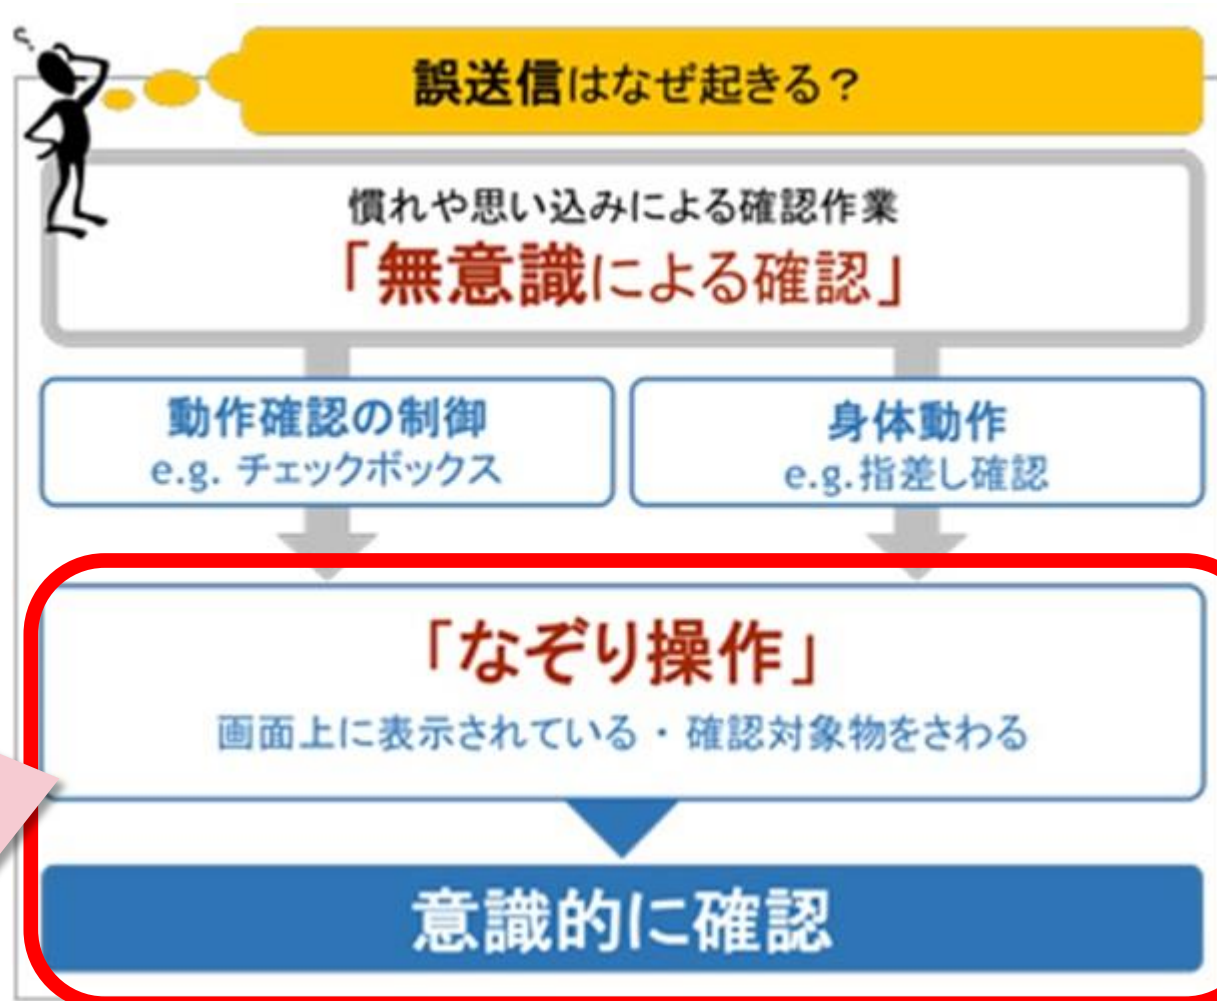 誤送信はなぜ起きる？
慣れや思い込みによる確認作業
「無意識による確認」
動作確認の制御
e.g. チェックボックス
身体動作
e.g.指差し確認
「なぞり操作」
画面上に表示されている・確認対象物をさわる
意識的に確認